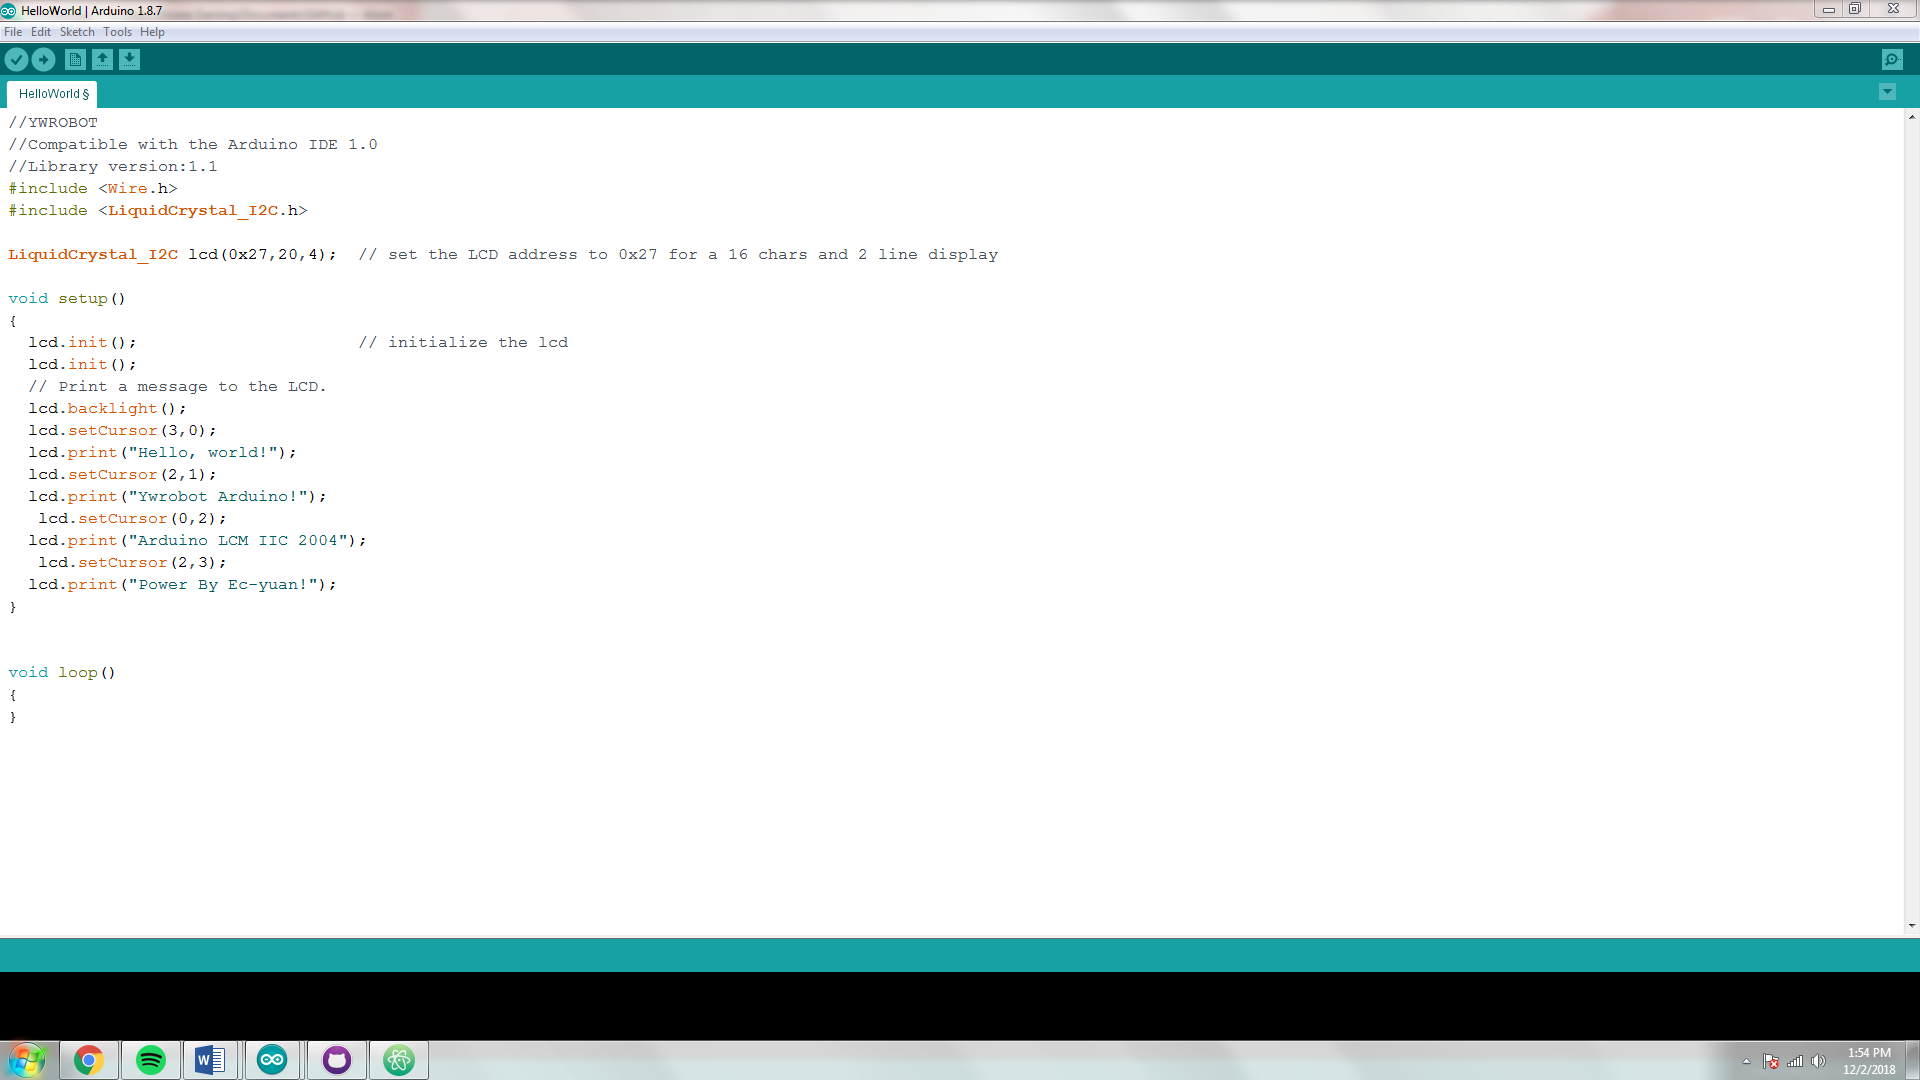 HelloWorld | Arduino 1.8.7
File Edit Sketch Tools Help
HelloWorld §
//YWROBOT
//Compatible with the Arduino IDE 1.0
//Library version:1.1
#include <Wire.h>
#include <LiquidCrystal_I2C.h>
LiquidCrystal_I2C lcd(0x27,20,4);  // set the LCD address to 0x27 for a 16 chars and 2 line display
void setup()
{
  lcd.init();                      // initialize the lcd
  lcd.init();
  // Print a message to the LCD.
  lcd.backlight();
  lcd.setCursor(3,0);
  lcd.print("Hello, world!");
  lcd.setCursor(2,1);
  lcd.print("Ywrobot Arduino!");
   lcd.setCursor(0,2);
  lcd.print("Arduino LCM IIC 2004");
   lcd.setCursor(2,3);
  lcd.print("Power By Ec-yuan!");
}
void loop()
{
}
1:54 PM
12/2/2018